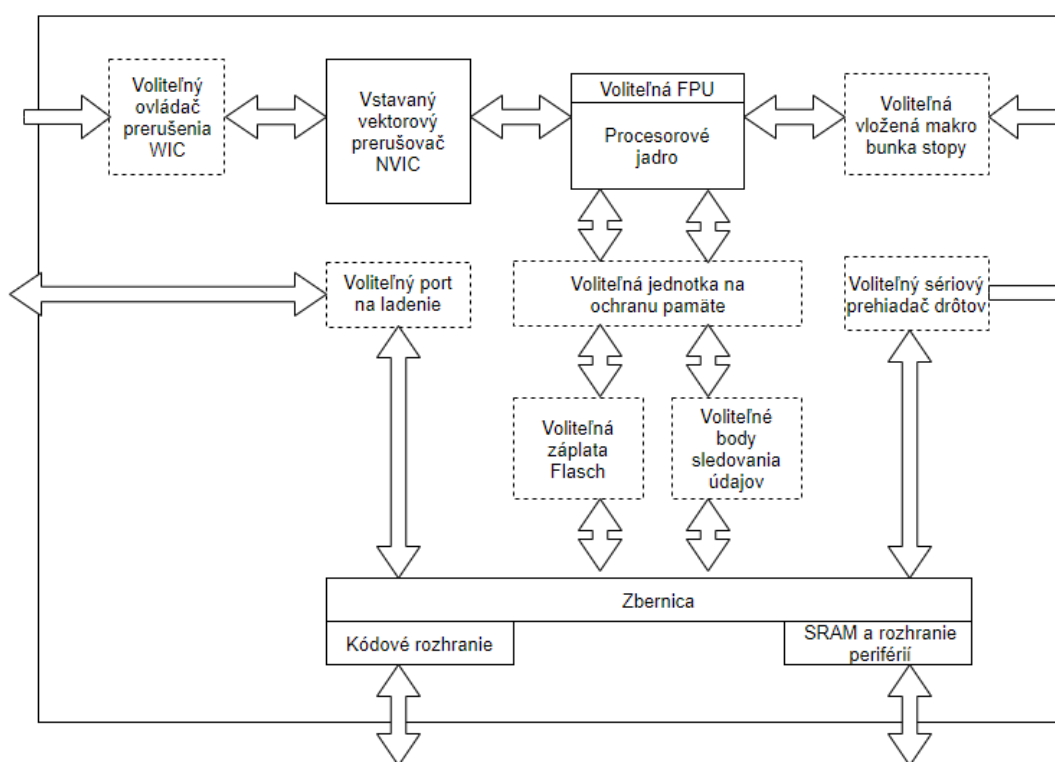 Voliteľný
ovládač
prerušenia
WIC
Vstavaný
vektorový
prerušovač
NVIC
Voliteľná FPU
Procesorové
jadro
Voliteľná
vložená makro
bunka stopy
Voliteľný port
na ladenie
Voliteľná jednotka na
ochranu pamäte
Voliteľný sériový
prehiadač drôtov
Voliteľná
záplata
Flasch
Voliteľné
body
sledovania
údajov
Zbernica
Kódové rozhranie
SRAM a rozhranie
periférií